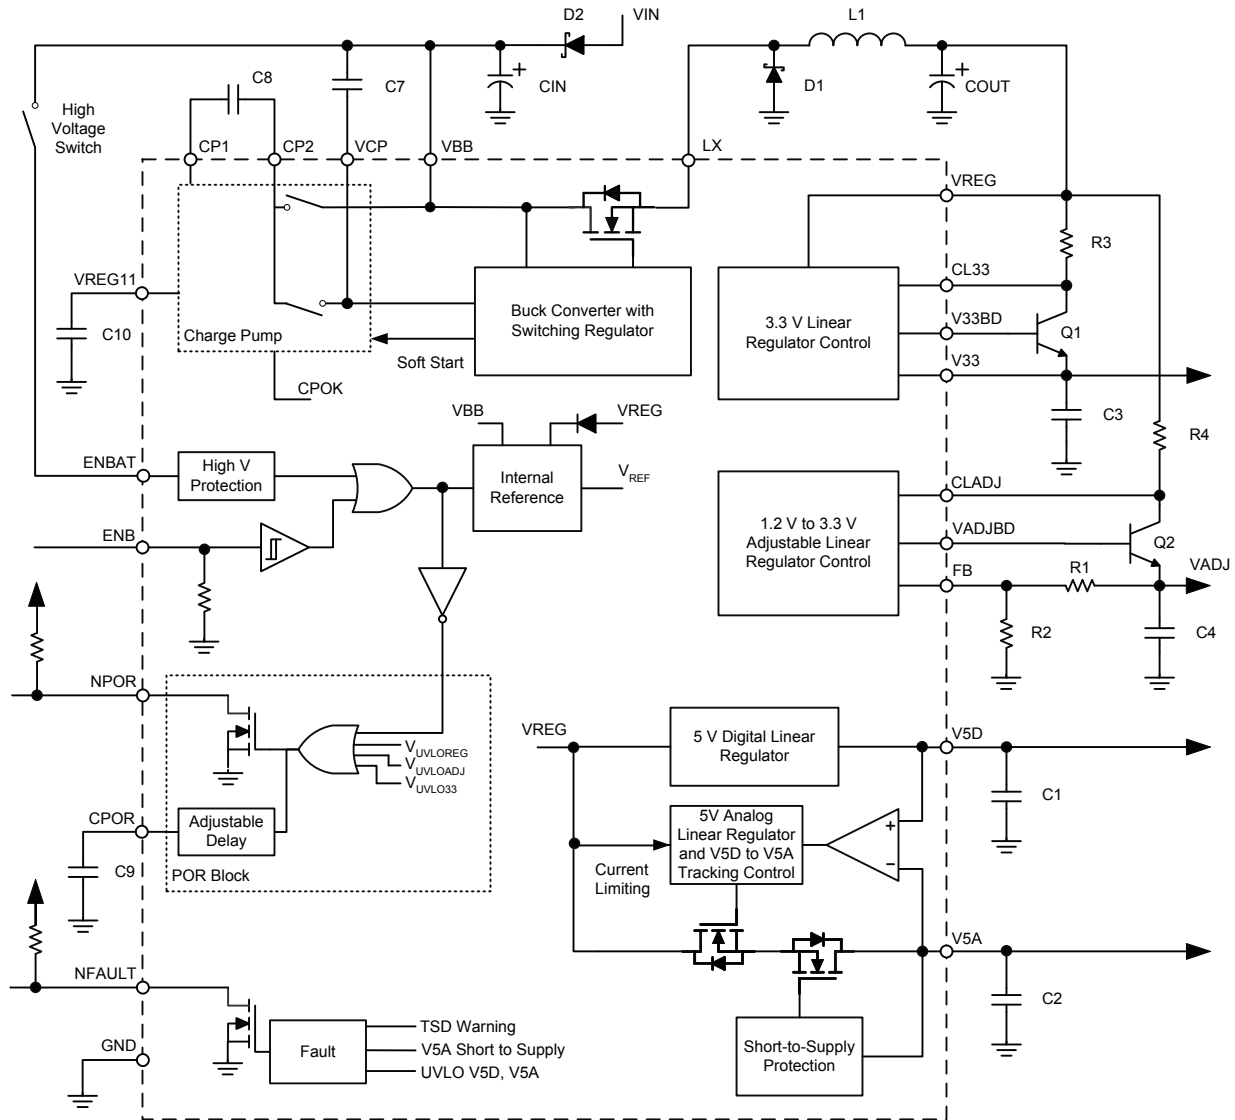 D2
VIN
L1
C8
C7
CIN
D1
COUT
High
Voltage
Switch
CP1
CP2
VCP
VBB
LX
VREG
R3
VREG11
CL33
Buck Converter with
Switching Regulator
3.3 V Linear
Regulator Control
V33BD
Q1
C10
Charge Pump
Soft Start
V33
CPOK
C3
VBB
VREG
R4
ENBAT
High V
Protection
Internal
Reference
VREF
CLADJ
1.2 V to 3.3 V
Adjustable Linear
Regulator Control
ENB
VADJBD
Q2
FB
R1
VADJ
R2
C4
NPOR
VREG
5 V Digital Linear
Regulator
V5D
VUVLOREG
VUVLOADJ
VUVLO33
C1
CPOR
Adjustable
Delay
5V Analog
Linear Regulator
and V5D to V5A
Tracking Control
+
−
C9
POR Block
Current
Limiting
V5A
NFAULT
C2
TSD Warning
Fault
V5A Short to Supply
UVLO V5D, V5A
GND
Short-to-Supply
Protection